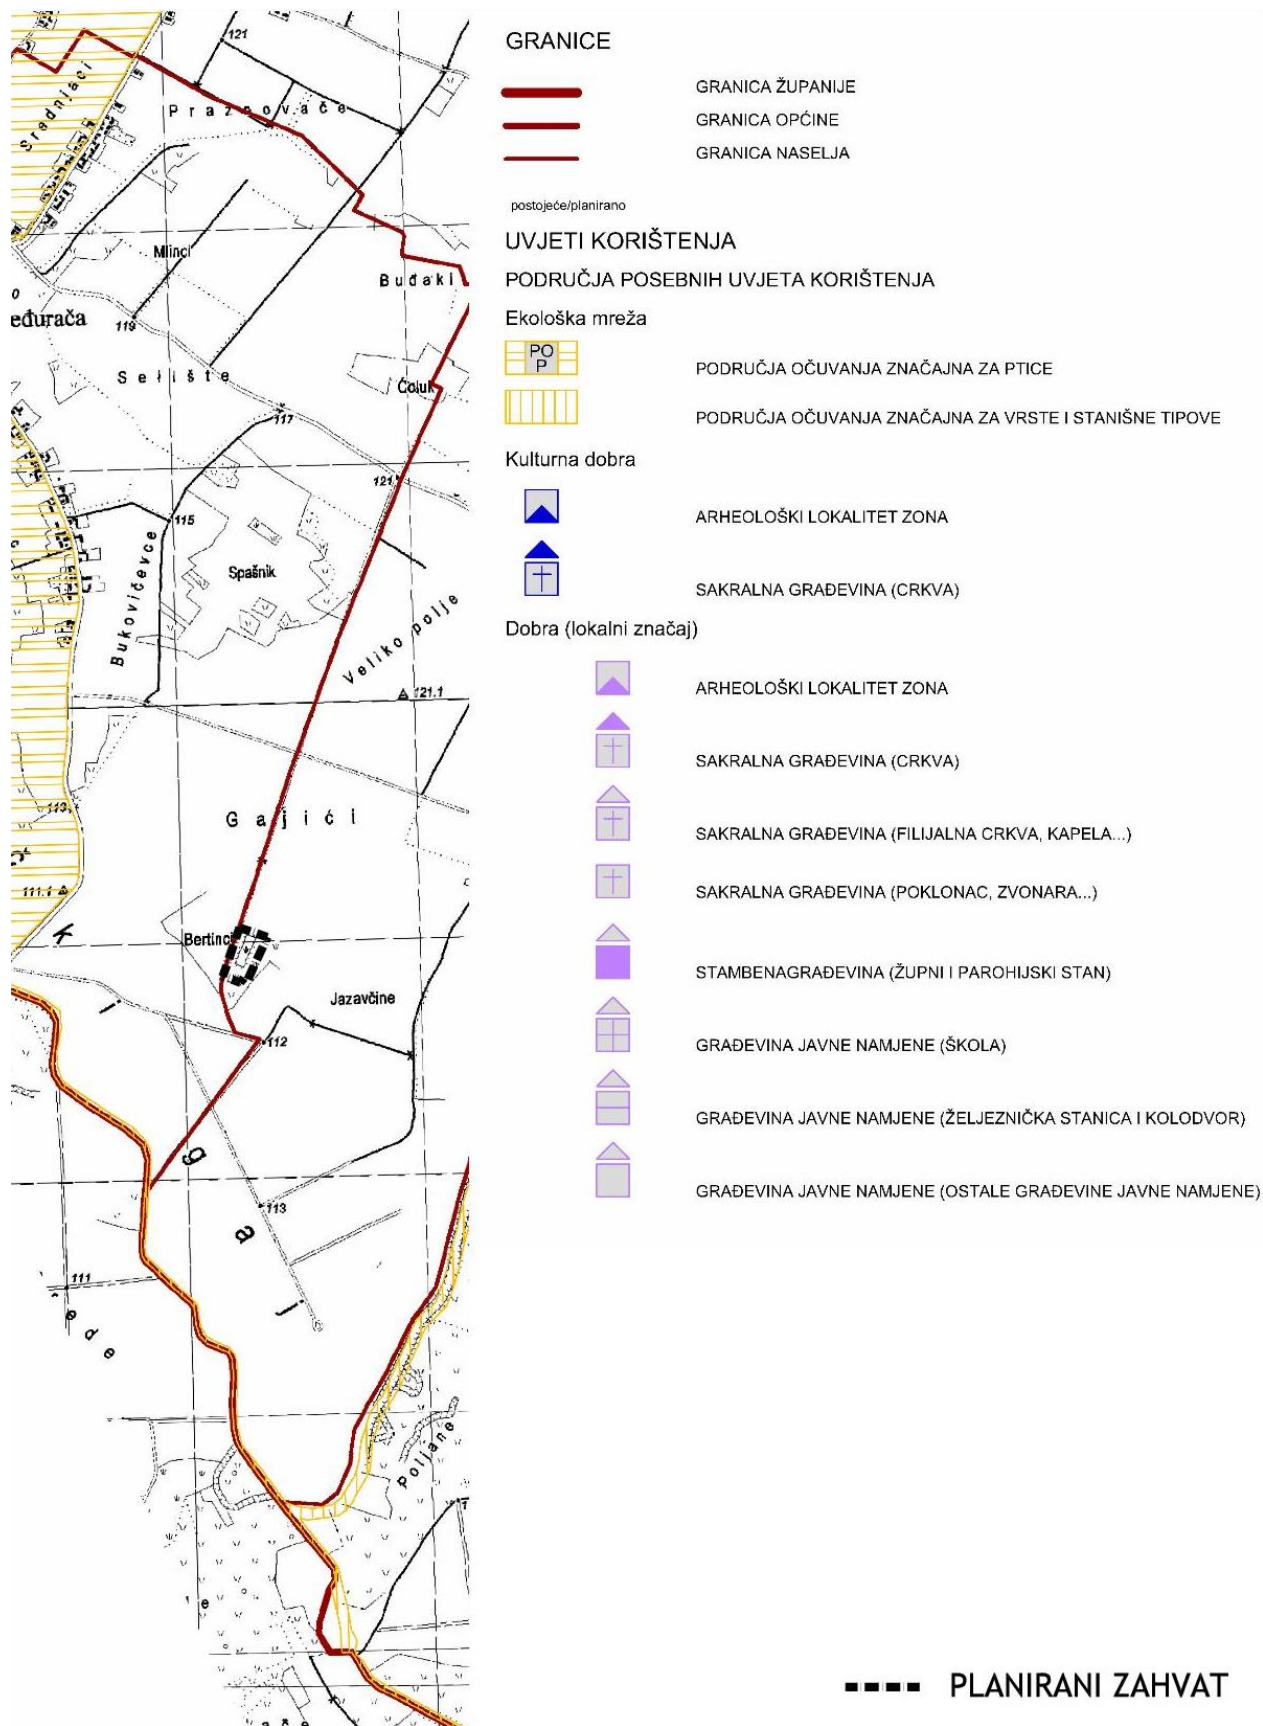 121
Srednjaci
Praznovače
Mlinci
Buđaki
eđurača
119
Selište
Čoluk
117
121
115
Bukovičevce
Spašnik
Veliko polje
121.1
113
Gajići
111.1
Bertinci
Jazavčine
112
k i g a j
113
111
Poljane
GRANICE
GRANICA ŽUPANIJE
GRANICA OPĆINE
GRANICA NASELJA
postojeće/planirano
UVJETI KORIŠTENJA
PODRUČJA POSEBNIH UVJETA KORIŠTENJA
Ekološka mreža
PO
P
PODRUČJA OČUVANJA ZNAČAJNA ZA PTICE
PODRUČJA OČUVANJA ZNAČAJNA ZA VRSTE I STANIŠNE TIPOVE
Kulturna dobra
ARHEOLOŠKI LOKALITET ZONA
SAKRALNA GRAĐEVINA (CRKVA)
Dobra (lokalni značaj)
ARHEOLOŠKI LOKALITET ZONA
SAKRALNA GRAĐEVINA (CRKVA)
SAKRALNA GRAĐEVINA (FILIJALNA CRKVA, KAPELA...)
SAKRALNA GRAĐEVINA (POKLONAC, ZVONARA...)
STAMBENAGRAĐEVINA (ŽUPNI I PAROHIJSKI STAN)
GRAĐEVINA JAVNE NAMJENE (ŠKOLA)
GRAĐEVINA JAVNE NAMJENE (ŽELJEZNIČKA STANICA I KOLODVOR)
GRAĐEVINA JAVNE NAMJENE (OSTALE GRAĐEVINE JAVNE NAMJENE)
PLANIRANI ZAHVAT